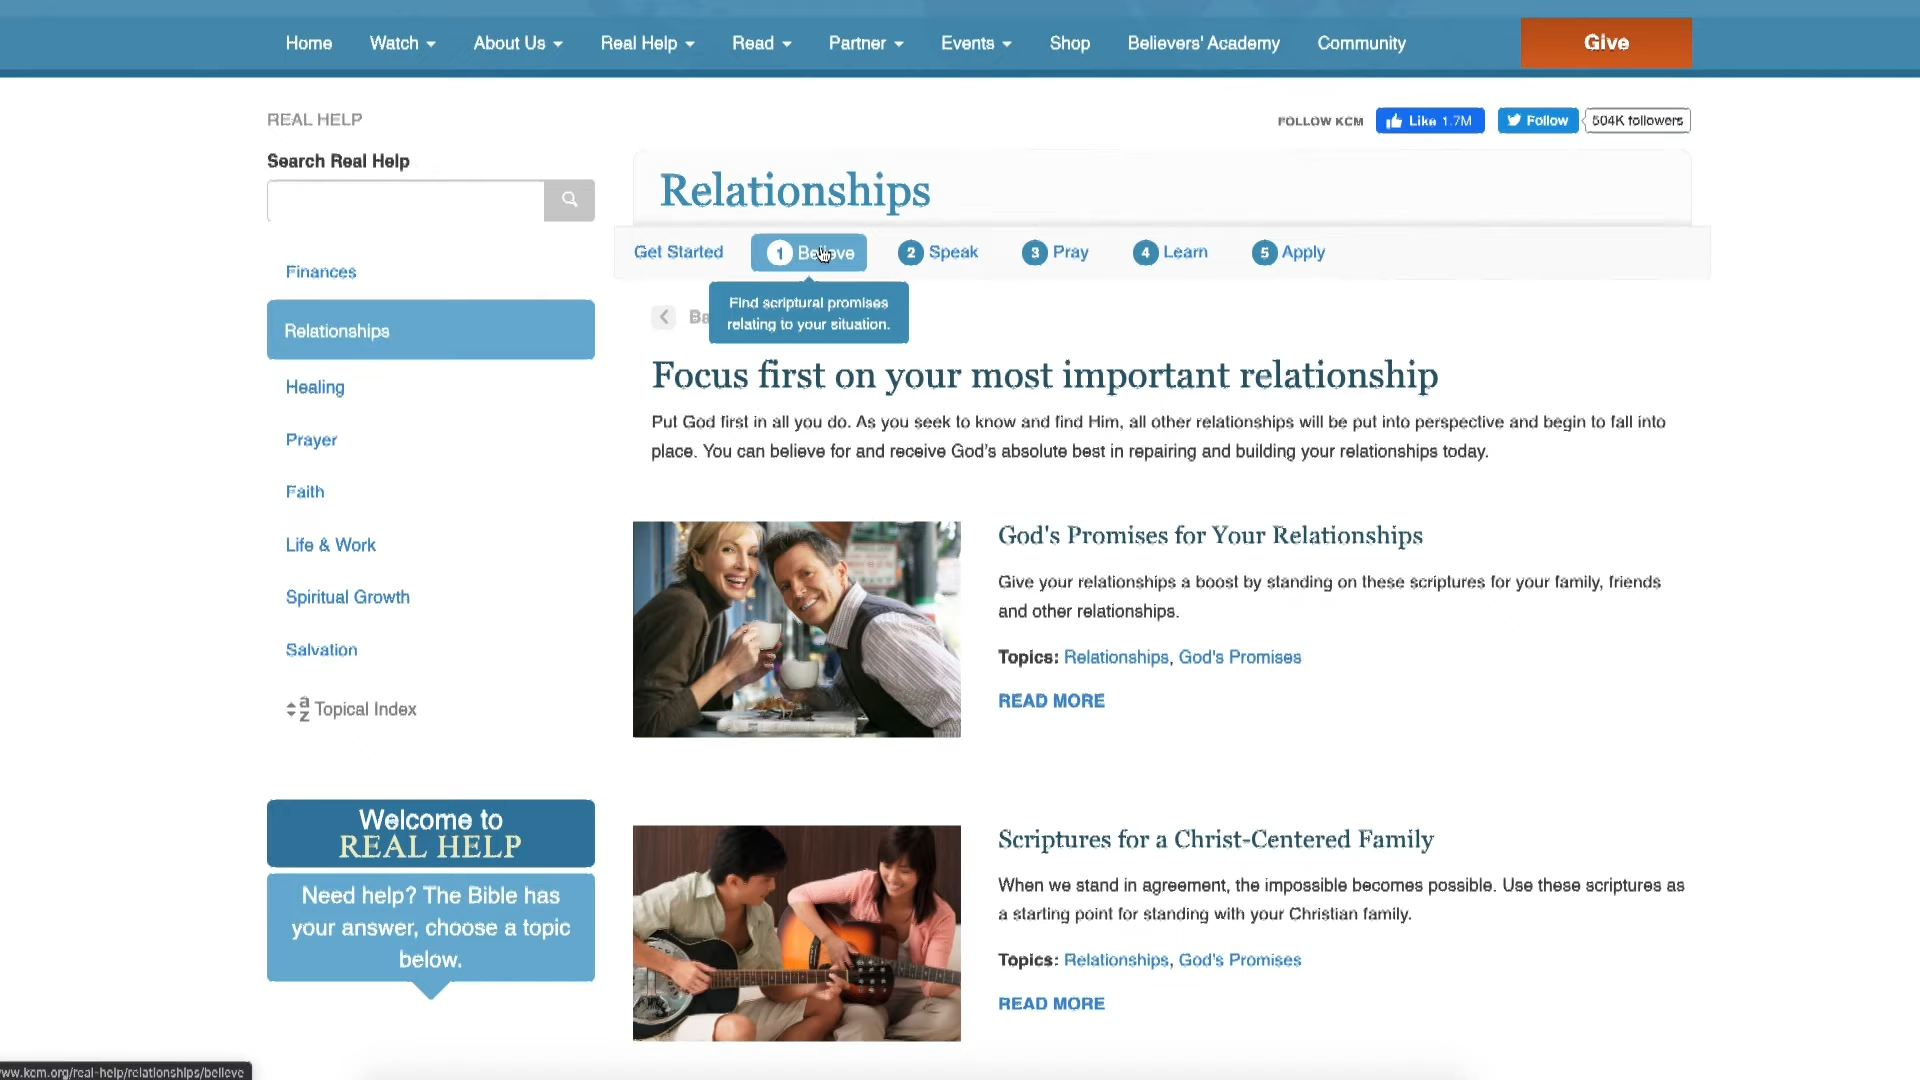 Home Watch About Us Real Help Read Partner Events Shop Believers' Academy Community Give
REAL HELP
FOLLOW KCM Like 1.7M Follow 504K followers
Search Real Help
Relationships
Get Started 1 Believe 2 Speak 3 Pray 4 Learn 5 Apply
Find scriptural promises
relating to your situation.
Finances
Relationships
Healing
Prayer
Faith
Life & Work
Spiritual Growth
Salvation
Topical Index
Welcome to
REAL HELP
Need help? The Bible has
your answer, choose a topic
below.
Focus first on your most important relationship
Put God first in all you do. As you seek to know and find Him, all other relationships will be put into perspective and begin to fall into
place. You can believe for and receive God's absolute best in repairing and building your relationships today.
God's Promises for Your Relationships
Give your relationships a boost by standing on these scriptures for your family, friends
and other relationships.
Topics: Relationships, God's Promises
READ MORE
Scriptures for a Christ-Centered Family
When we stand in agreement, the impossible becomes possible. Use these scriptures as
a starting point for standing with your Christian family.
Topics: Relationships, God's Promises
READ MORE
ww.kcm.org/real-help/relationships/believe